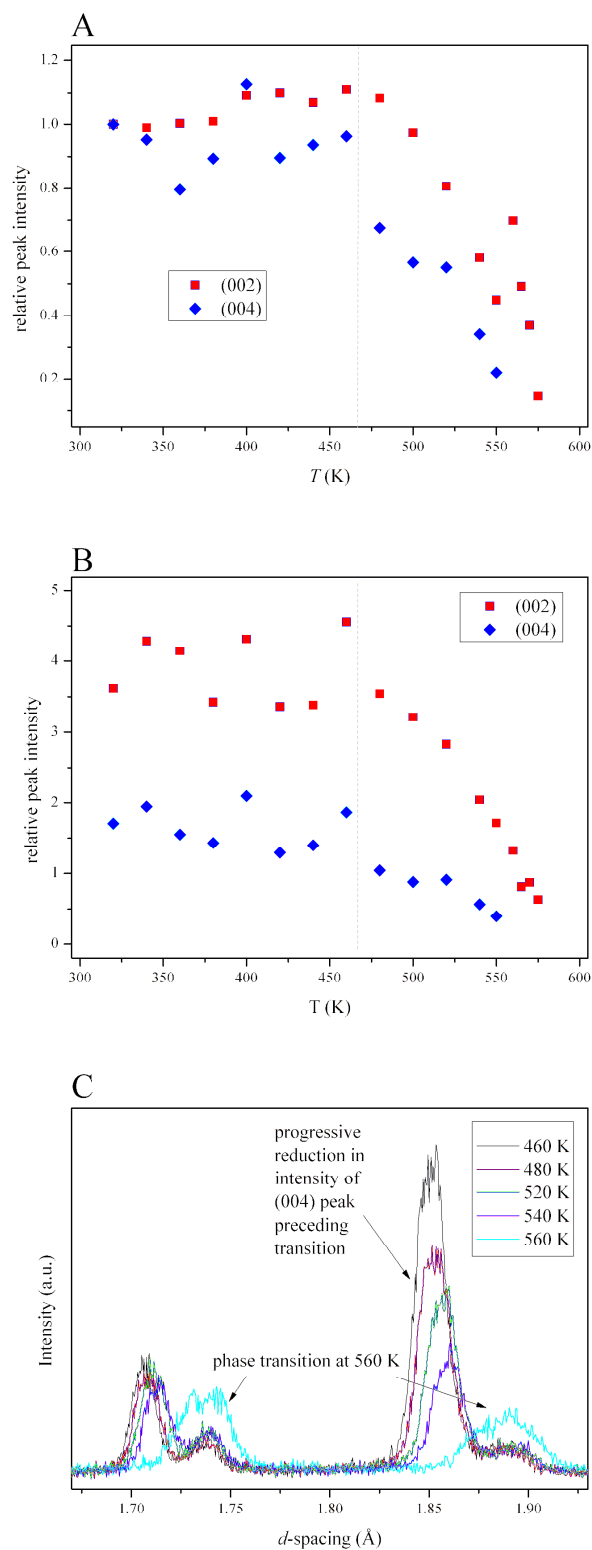 A
1.2
1.0
0.8
0.6
0.4
0.2
relative peak intensity
(002)
(004)
300 350 400 450 500 550 600
T (K)
B
5
4
3
2
1
0
relative peak intensity
(002)
(004)
300 350 400 450 500 550 600
T (K)
C
progressive
reduction in
intensity of
(004) peak
preceding
transition
460 K
480 K
520 K
540 K
560 K
phase transition at 560 K
Intensity (a.u.)
1.70 1.75 1.80 1.85 1.90
d-spacing (Å)